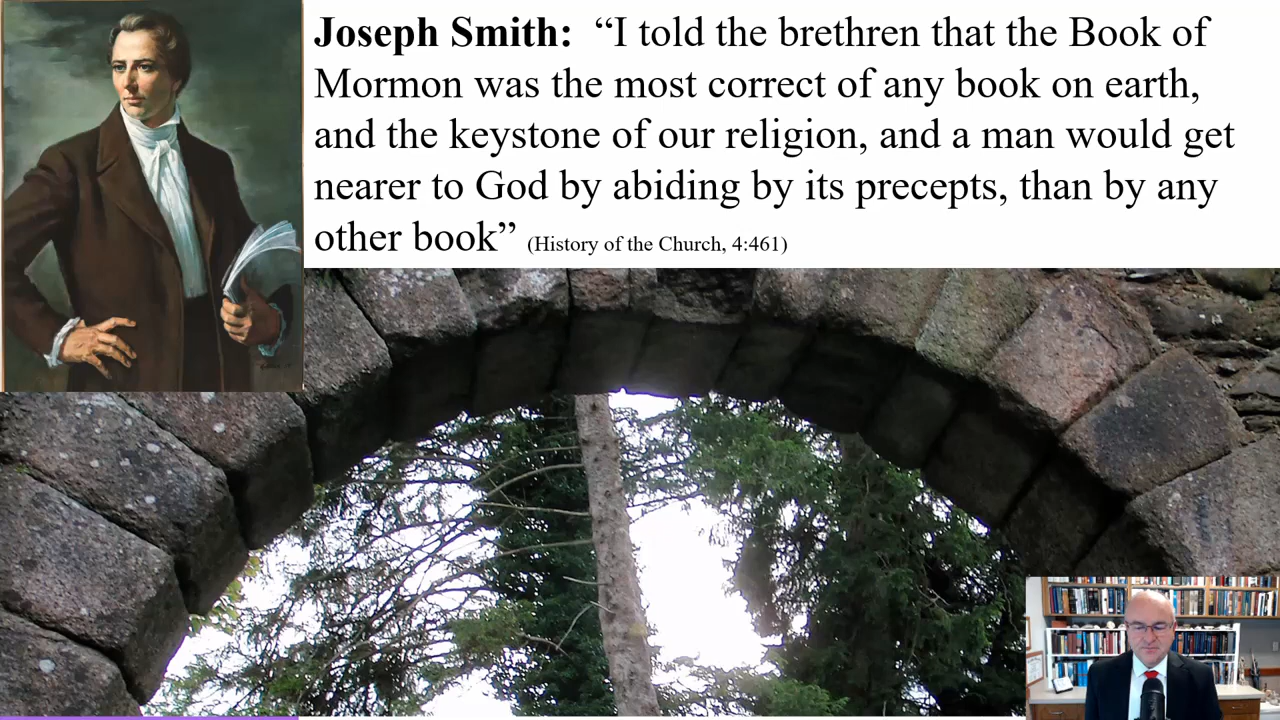 Joseph Smith: “I told the brethren that the Book of
Mormon was the most correct of any book on earth,
and the keystone of our religion, and a man would get
nearer to God by abiding by its precepts, than by any
other book” (History of the Church, 4:461)